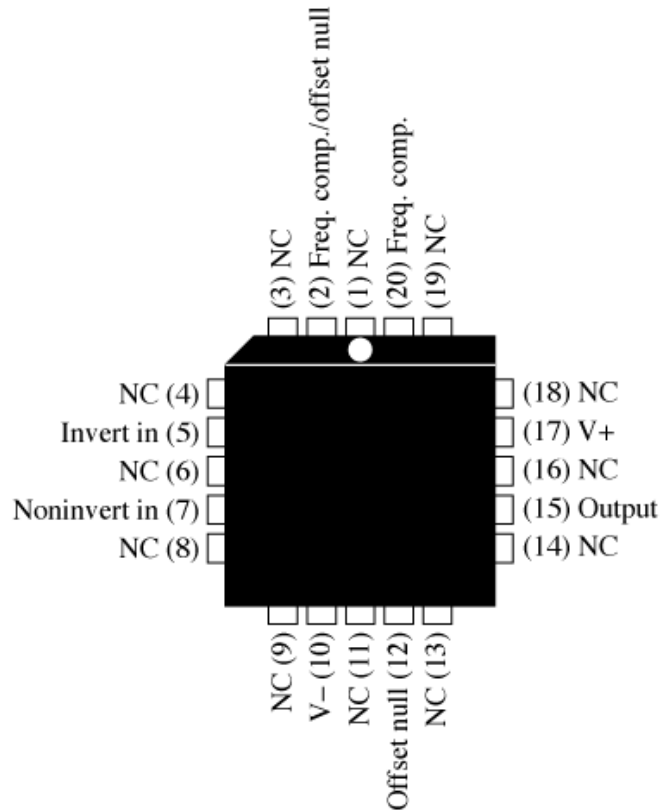 (3) NC
(2) Freq. comp./offset null
(1) NC
(20) Freq. comp.
(19) NC
NC (4)
(18) NC
Invert in (5)
(17) V+
NC (6)
(16) NC
Noninvert in (7)
(15) Output
NC (8)
(14) NC
NC (9)
V− (10)
NC (11)
Offset null (12)
NC (13)